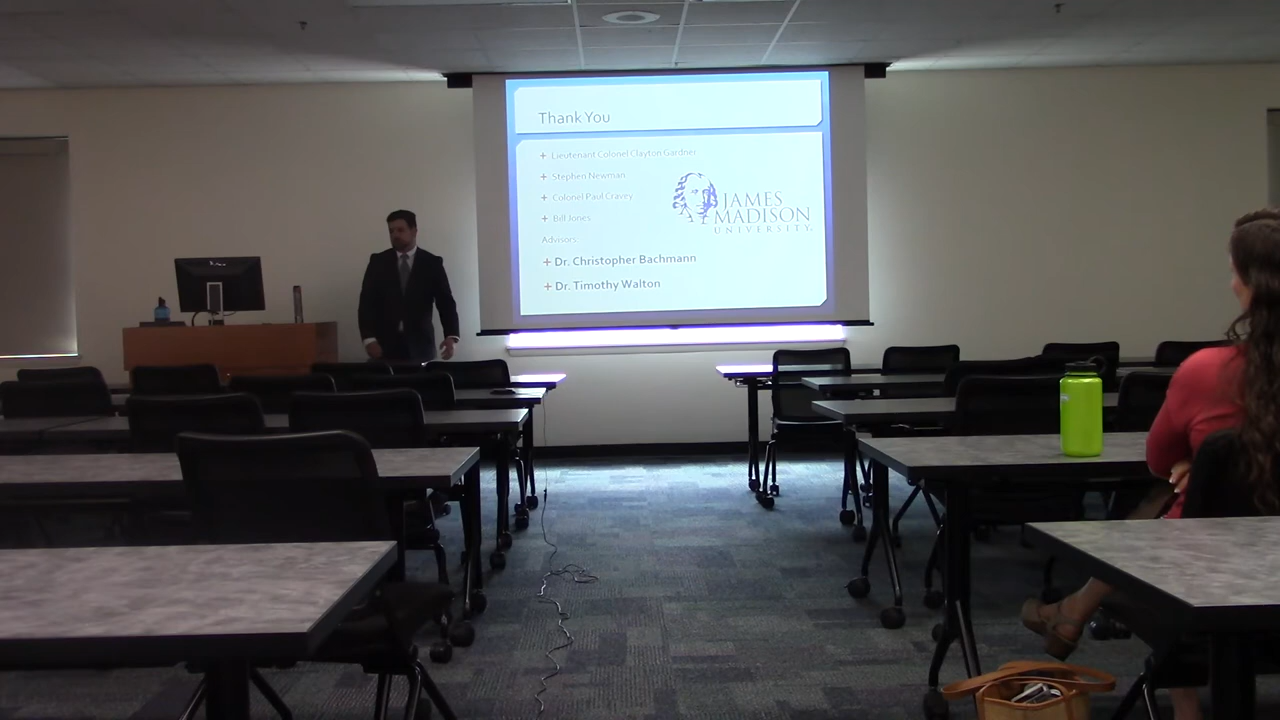 Thank You
+ Lieutenant Colonel Clayton Gardner
+ Stephen Newman
+ Colonel Paul Cravey
+ Bill Jones
Advisors
+ Dr. Christopher Bachmann
+ Dr. Timothy Walton
JAMES
MADISON
UNIVERSITY.